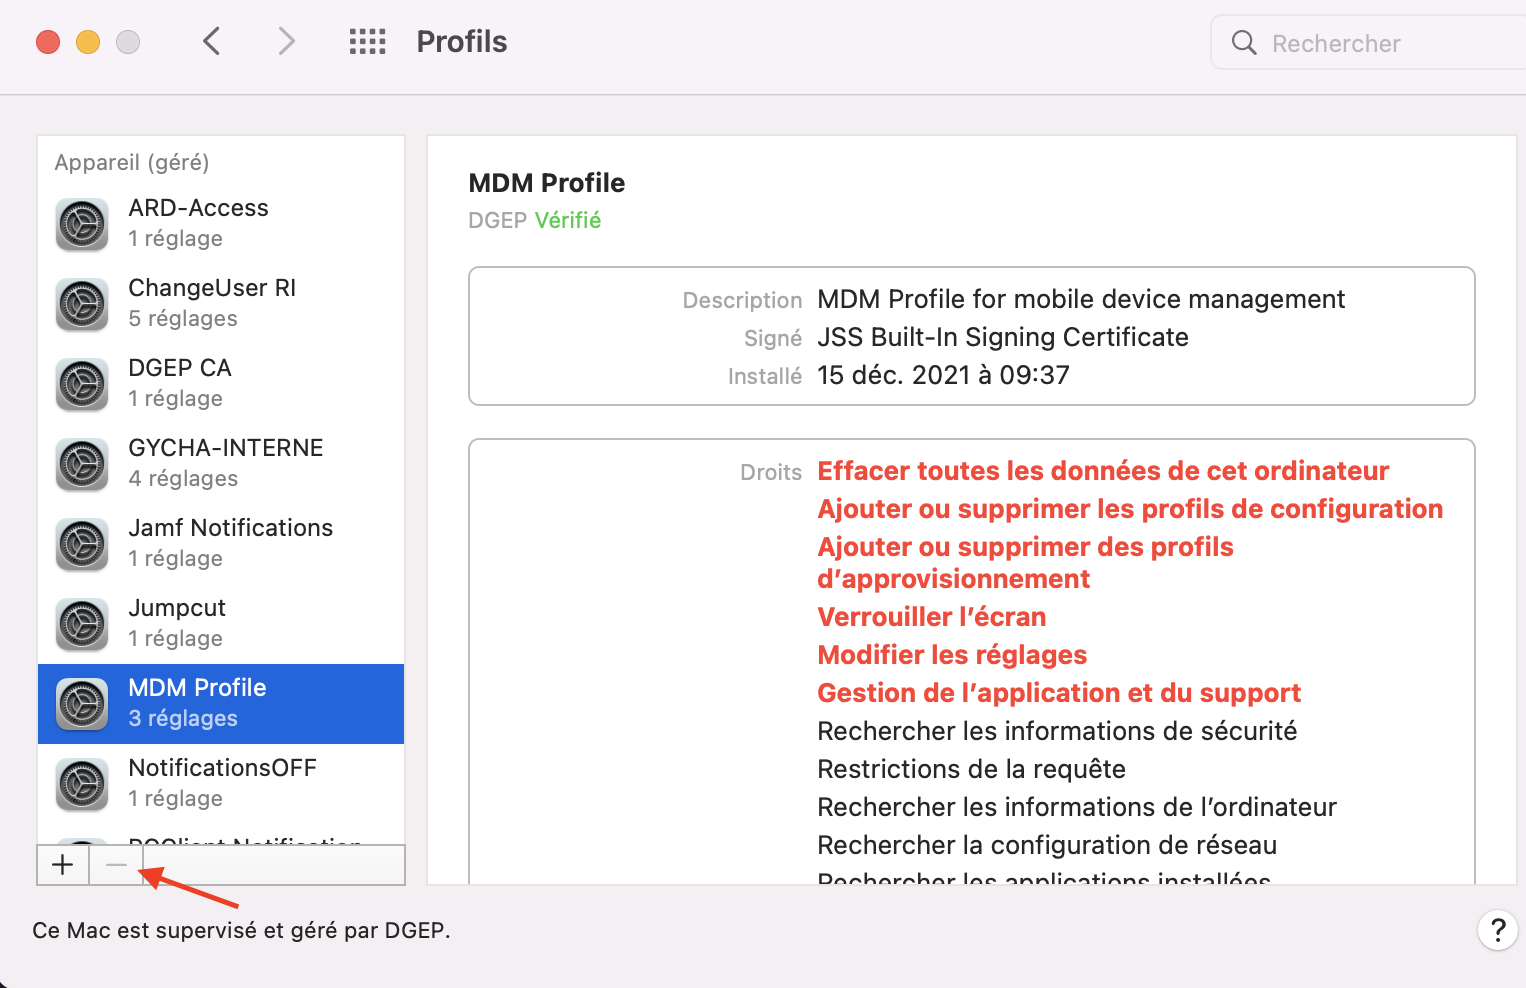 Profils
Rechercher
Appareil (géré)
ARD-Access
1 réglage
ChangeUser RI
5 réglages
DGEP CA
1 réglage
GYCHA-INTERNE
4 réglages
Jamf Notifications
1 réglage
Jumpcut
1 réglage
MDM Profile
3 réglages
NotificationsOFF
1 réglage
PCClient Notification
Ce Mac est supervisé et géré par DGEP.
MDM Profile
DGEP Vérifié
Description MDM Profile for mobile device management
Signé JSS Built-In Signing Certificate
Installé 15 déc. 2021 à 09:37
Droits Effacer toutes les données de cet ordinateur
Ajouter ou supprimer les profils de configuration
Ajouter ou supprimer des profils
d’approvisionnement
Verrouiller l’écran
Modifier les réglages
Gestion de l’application et du support
Rechercher les informations de sécurité
Restrictions de la requête
Rechercher les informations de l’ordinateur
Rechercher la configuration de réseau
Rechercher les applications installées
?